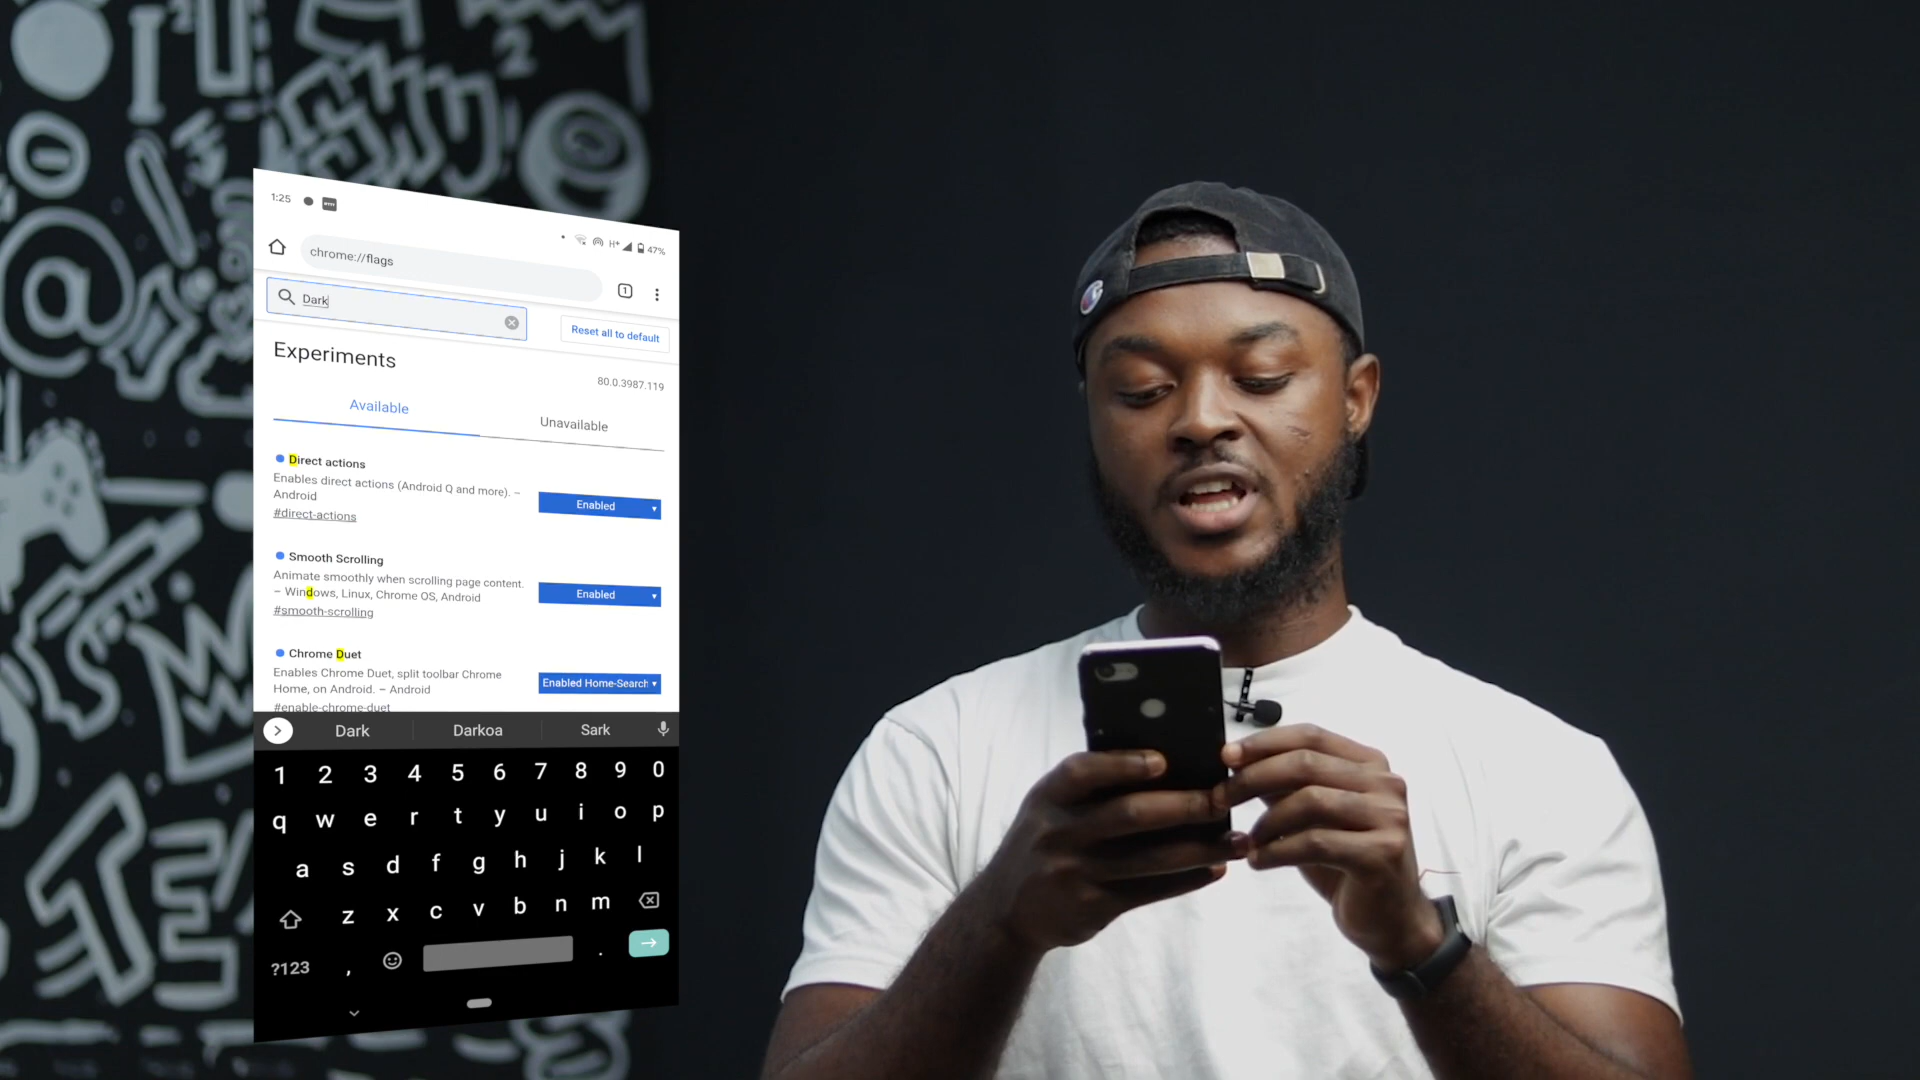 1:25
H+ 47%
chrome://flags
1
Dark
Reset all to default
Experiments
80.0.3987.119
Available
Unavailable
Direct actions
Enables direct actions (Android Q and more). –
Android
#direct-actions
Enabled
Smooth Scrolling
Animate smoothly when scrolling page content.
– Windows, Linux, Chrome OS, Android
#smooth-scrolling
Enabled
Chrome Duet
Enables Chrome Duet, split toolbar Chrome
Home, on Android. – Android
#enable-chrome-duet
Enabled Home-Search
Dark Darkoa Sark
1 2 3 4 5 6 7 8 9 0
q w e r t y u i o p
a s d f g h j k l
z x c v b n m
?123 , .